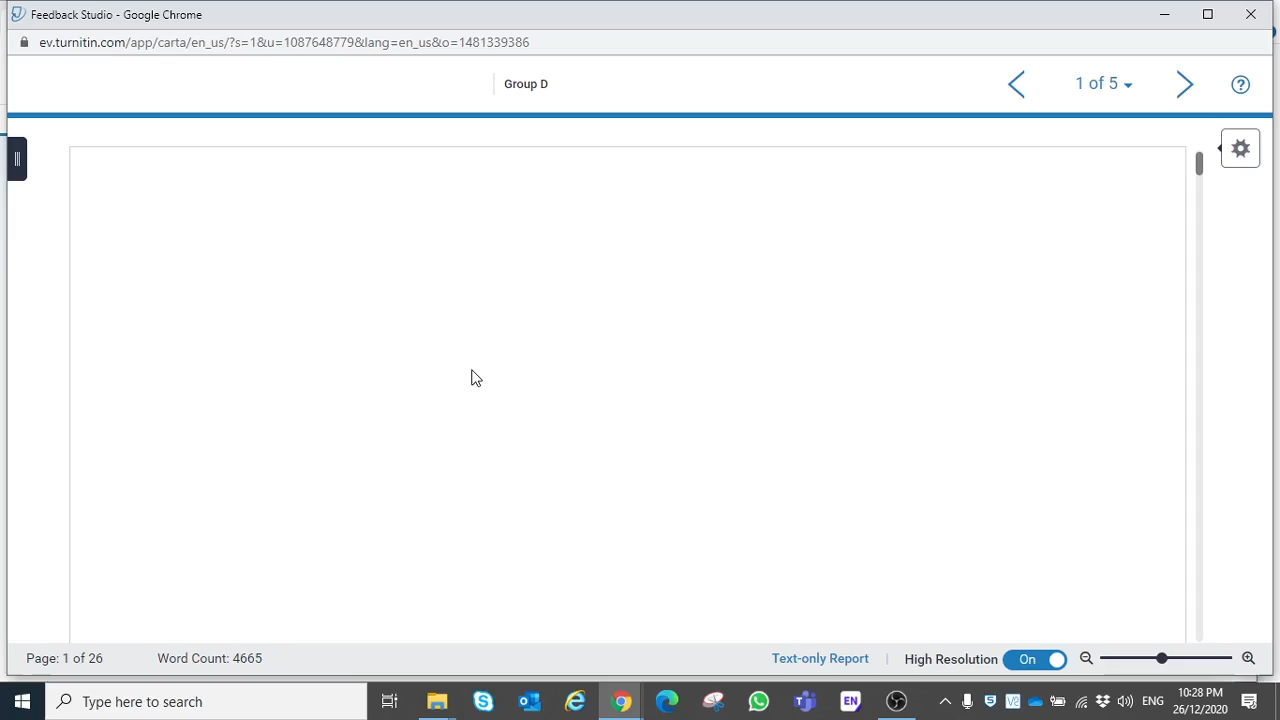 Feedback Studio - Google Chrome
ev.turnitin.com/app/carta/en_us/?s=1&u=1087648779&lang=en_us&o=1481339386
Group D
1 of 5
?
Page: 1 of 26
Word Count: 4665
Text-only Report
High Resolution
On
Type here to search
EN
ENG
10:28 PM
26/12/2020